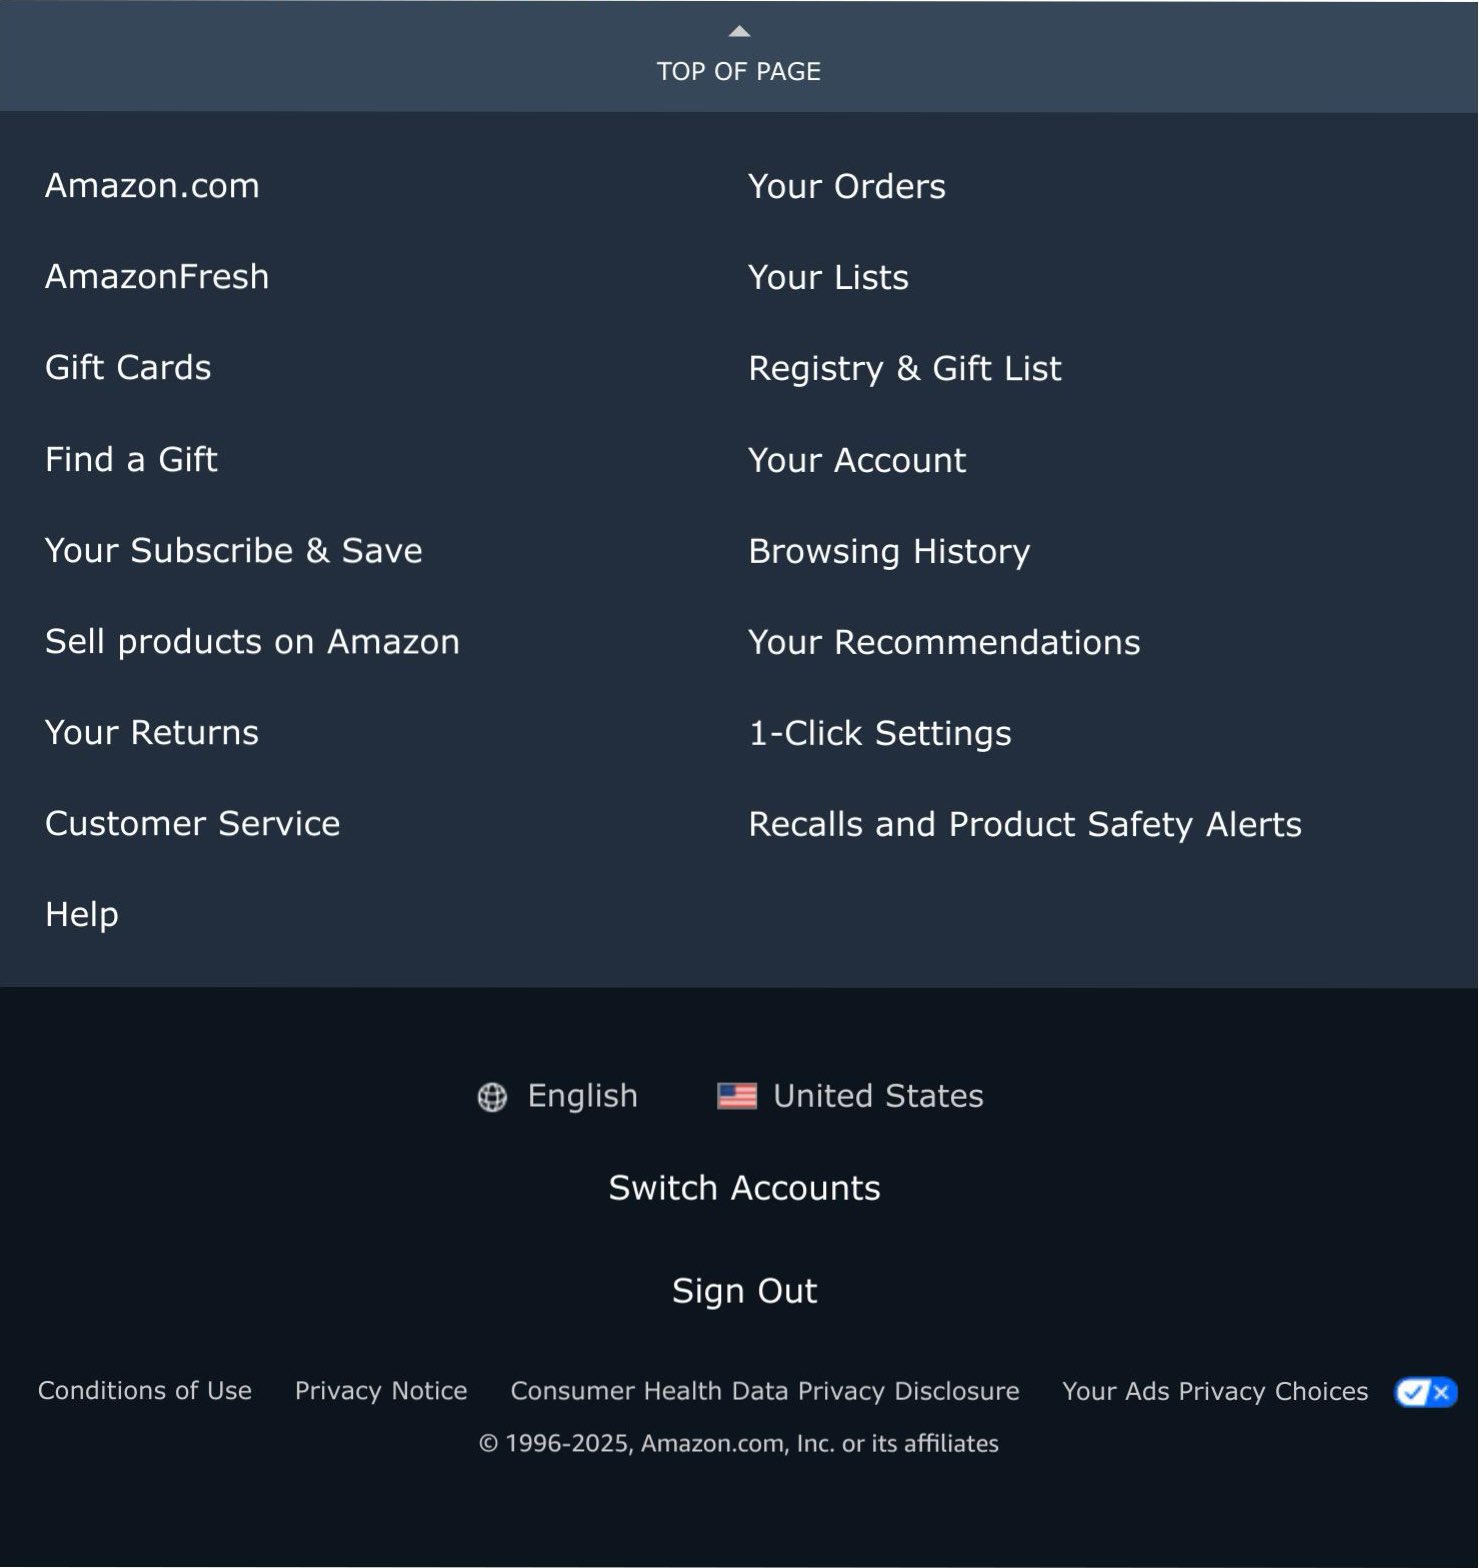 TOP OF PAGE
Amazon.com
AmazonFresh
Gift Cards
Find a Gift
Your Subscribe & Save
Sell products on Amazon
Your Returns
Customer Service
Help
Your Orders
Your Lists
Registry & Gift List
Your Account
Browsing History
Your Recommendations
1-Click Settings
Recalls and Product Safety Alerts
English United States
Switch Accounts
Sign Out
Conditions of Use Privacy Notice Consumer Health Data Privacy Disclosure Your Ads Privacy Choices
© 1996-2025, Amazon.com, Inc. or its affiliates